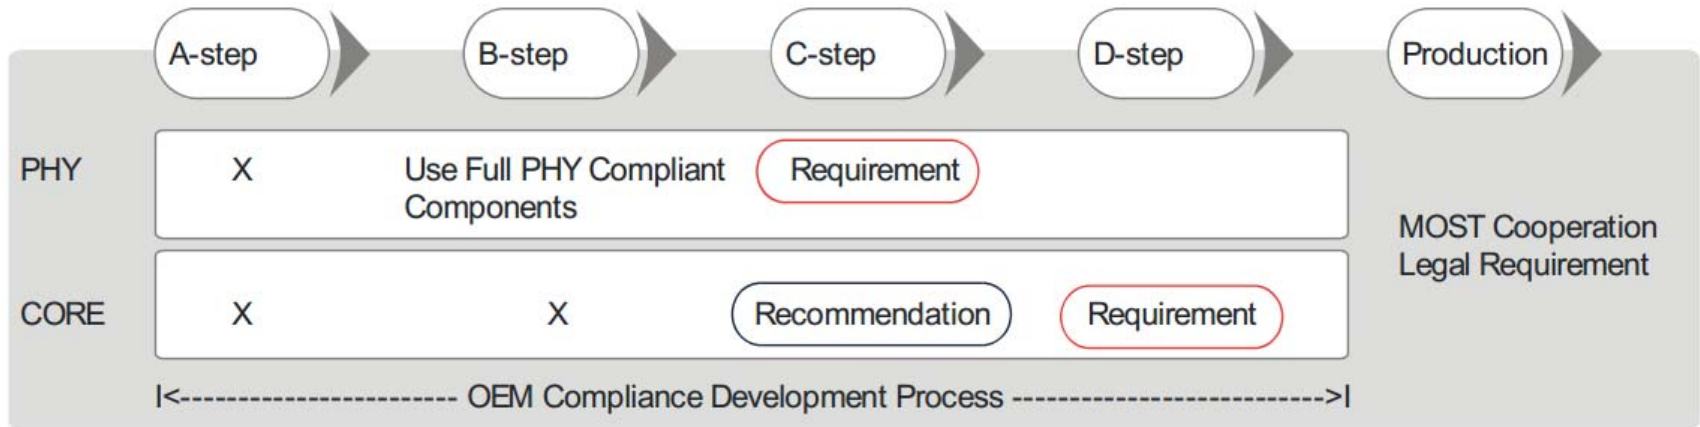 A-step B-step C-step D-step Production
PHY X Use Full PHY Compliant Requirement
Components
MOST Cooperation
Legal Requirement
CORE X X Recommendation Requirement
I<------------------------ OEM Compliance Development Process --------------------------->I